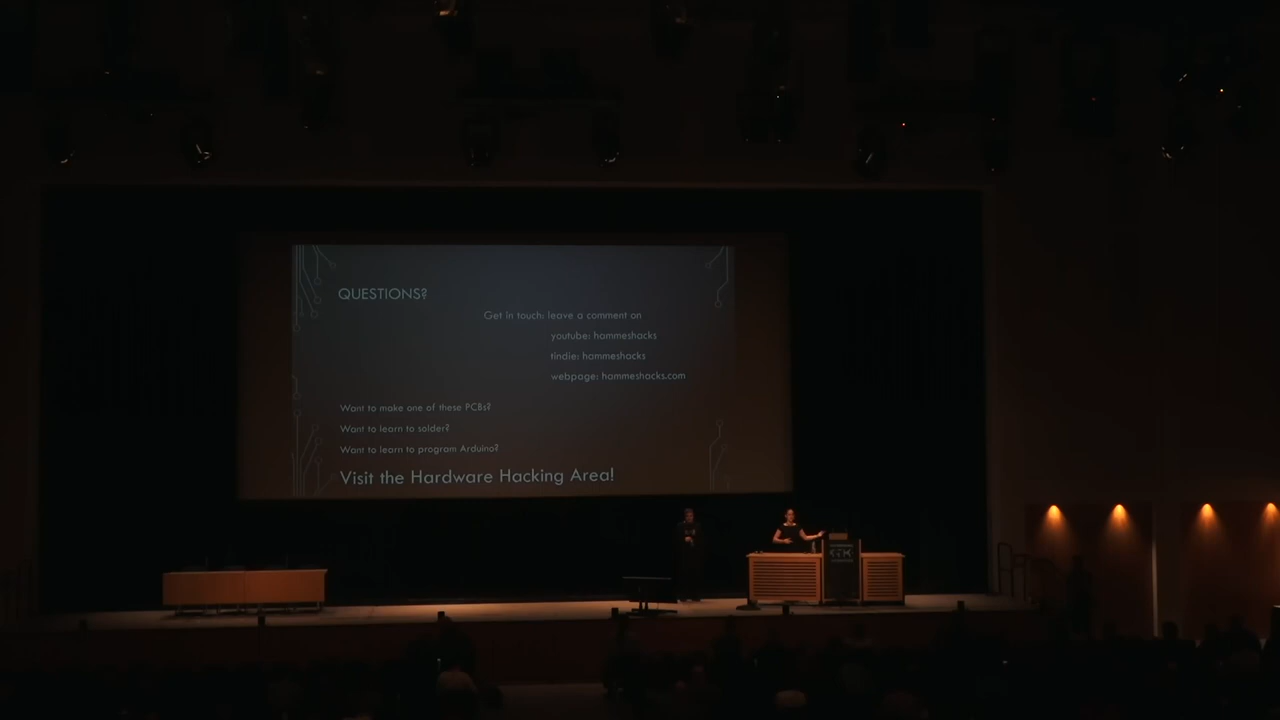 QUESTIONS?
Get in touch: leave a comment on
youtube: hammeshacks
tindie: hammeshacks
webpage: hammeshacks.com
Want to make one of these PCBs?
Want to learn to solder?
Want to learn to program Arduino?
Visit the Hardware Hacking Area!